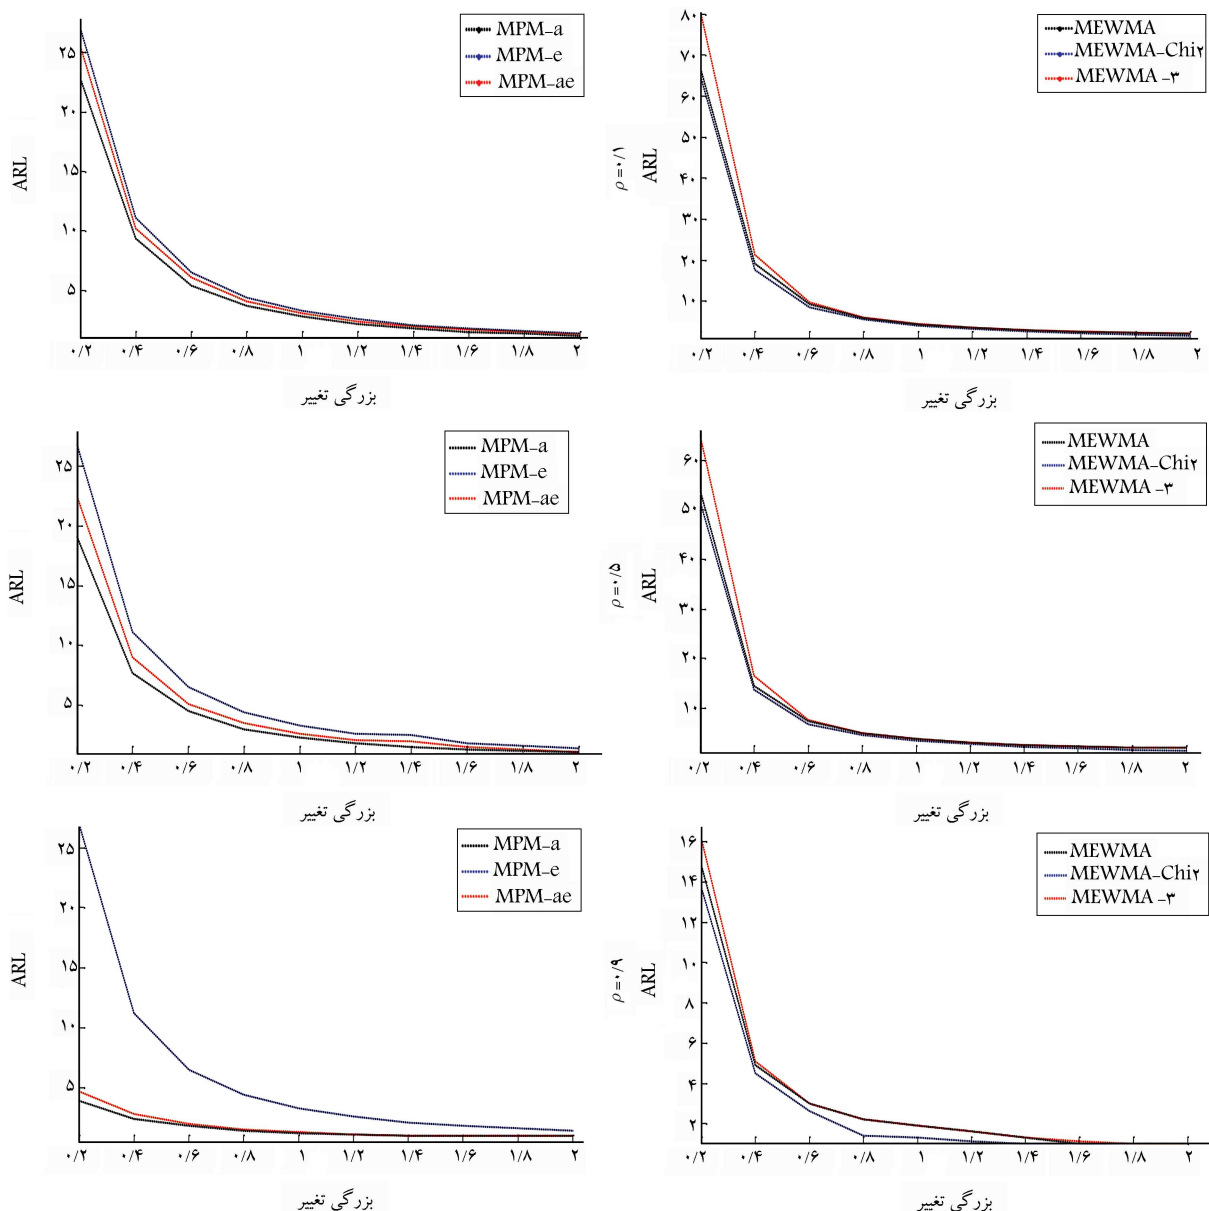 MPM-a
MPM-e
MPM-ae
۲۵
۲۰
۱۵
۱۰
۵
ARL
۰/۲ ۰/۴ ۰/۶ ۰/۸ ۱ ۱/۲ ۱/۴ ۱/۶ ۱/۸ ۲
بزرگی تغییر
MEWMA
MEWMA-Chi۲
MEWMA -۳
۸۰
۷۰
۶۰
۵۰
۴۰
۳۰
۲۰
۱۰
ρ =۰/۱
ARL
۰/۲ ۰/۴ ۰/۶ ۰/۸ ۱ ۱/۲ ۱/۴ ۱/۶ ۱/۸ ۲
بزرگی تغییر
MPM-a
MPM-e
MPM-ae
۲۵
۲۰
۱۵
۱۰
۵
ARL
۰/۲ ۰/۴ ۰/۶ ۰/۸ ۱ ۱/۲ ۱/۴ ۱/۶ ۱/۸ ۲
بزرگی تغییر
MEWMA
MEWMA-Chi۲
MEWMA -۳
۶۰
۵۰
۴۰
۳۰
۲۰
۱۰
ρ =۰/۵
ARL
۰/۲ ۰/۴ ۰/۶ ۰/۸ ۱ ۱/۲ ۱/۴ ۱/۶ ۱/۸ ۲
بزرگی تغییر
MPM-a
MPM-e
MPM-ae
۲۵
۲۰
۱۵
۱۰
۵
ARL
۰/۲ ۰/۴ ۰/۶ ۰/۸ ۱ ۱/۲ ۱/۴ ۱/۶ ۱/۸ ۲
بزرگی تغییر
MEWMA
MEWMA-Chi۲
MEWMA -۳
۱۶
۱۴
۱۲
۱۰
۸
۶
۴
۲
ρ =۰/۹
ARL
۰/۲ ۰/۴ ۰/۶ ۰/۸ ۱ ۱/۲ ۱/۴ ۱/۶ ۱/۸ ۲
بزرگی تغییر